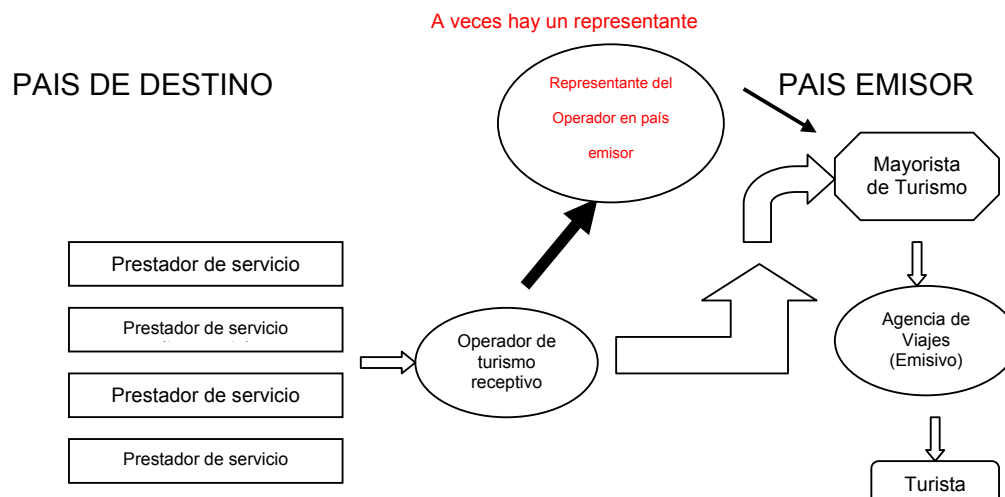 A veces hay un representante
PAIS DE DESTINO
PAIS EMISOR
Representante del
Operador en país
emisor
Mayorista
de Turismo
Prestador de servicio
Prestador de servicio
Prestador de servicio
Prestador de servicio
Operador de
turismo
receptivo
Agencia de
Viajes
(Emisivo)
Turista